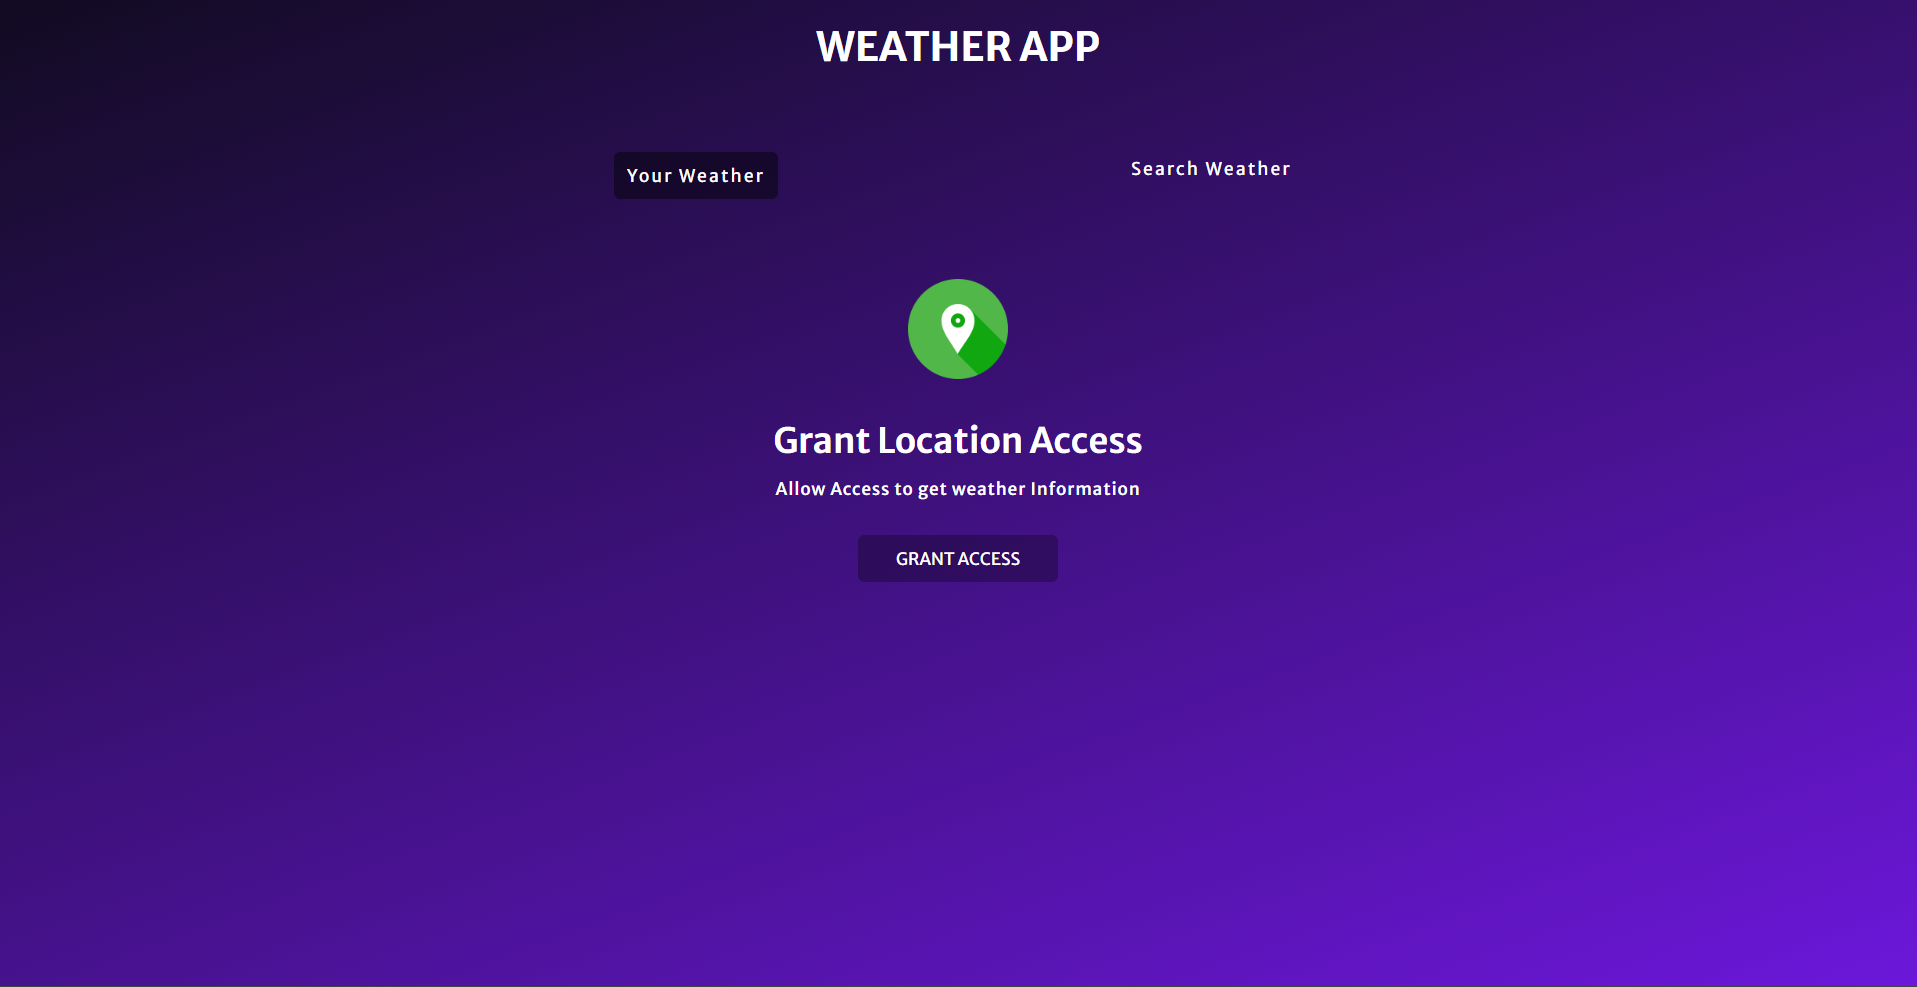 WEATHER APP
Your Weather
Search Weather
Grant Location Access
Allow Access to get weather Information
GRANT ACCESS